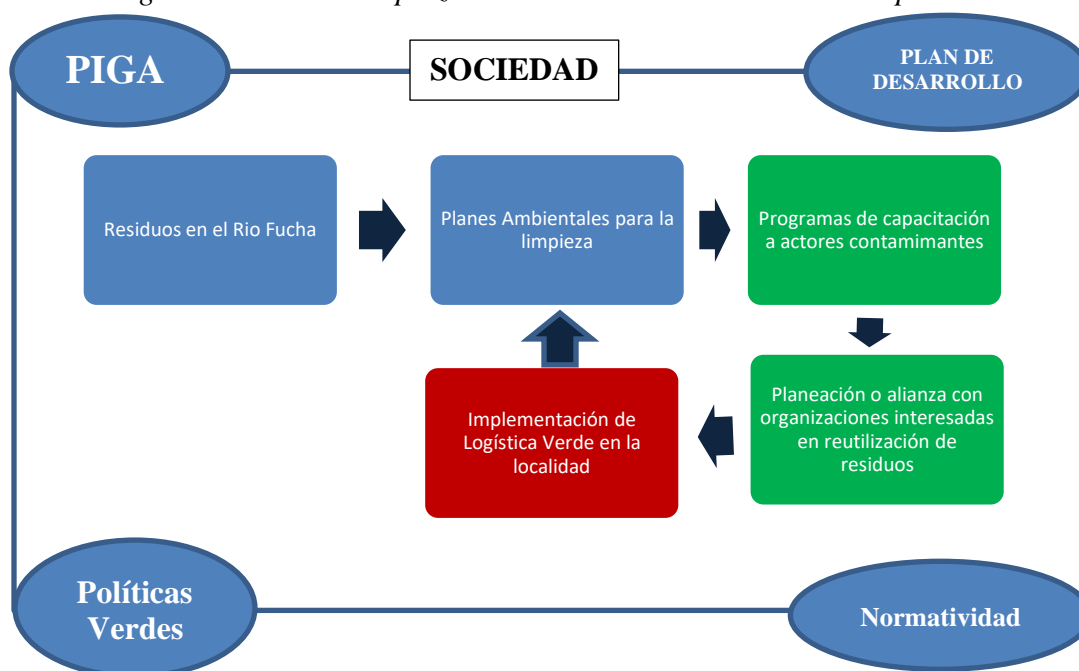 PIGA
SOCIEDAD
PLAN DE
DESARROLLO
Residuos en el Rio Fucha
Planes Ambientales para la
limpieza
Programas de capacitación
a actores contamimantes
Implementación de
Logística Verde en la
localidad
Planeación o alianza con
organizaciones interesadas
en reutilización de
residuos
Políticas
Verdes
Normatividad